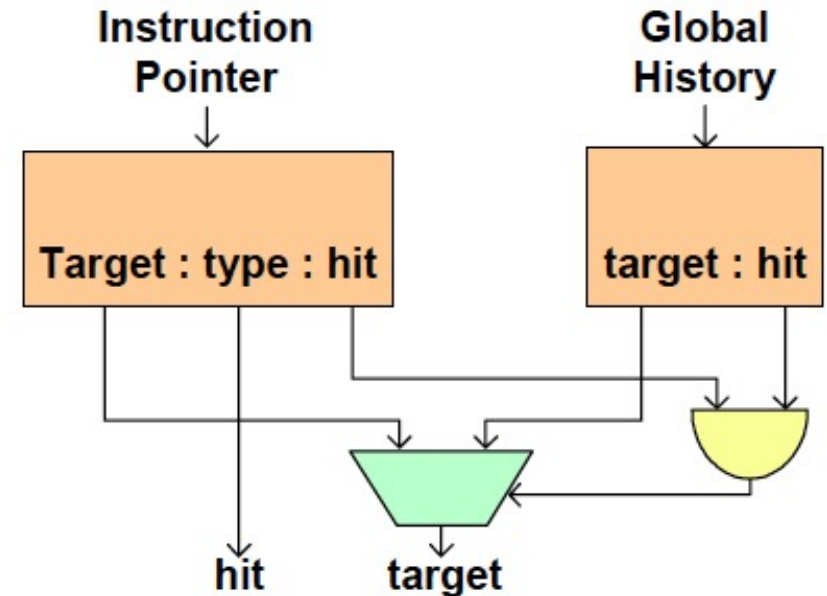 Instruction
Pointer
Global
History
Target : type : hit
target : hit
hit
target